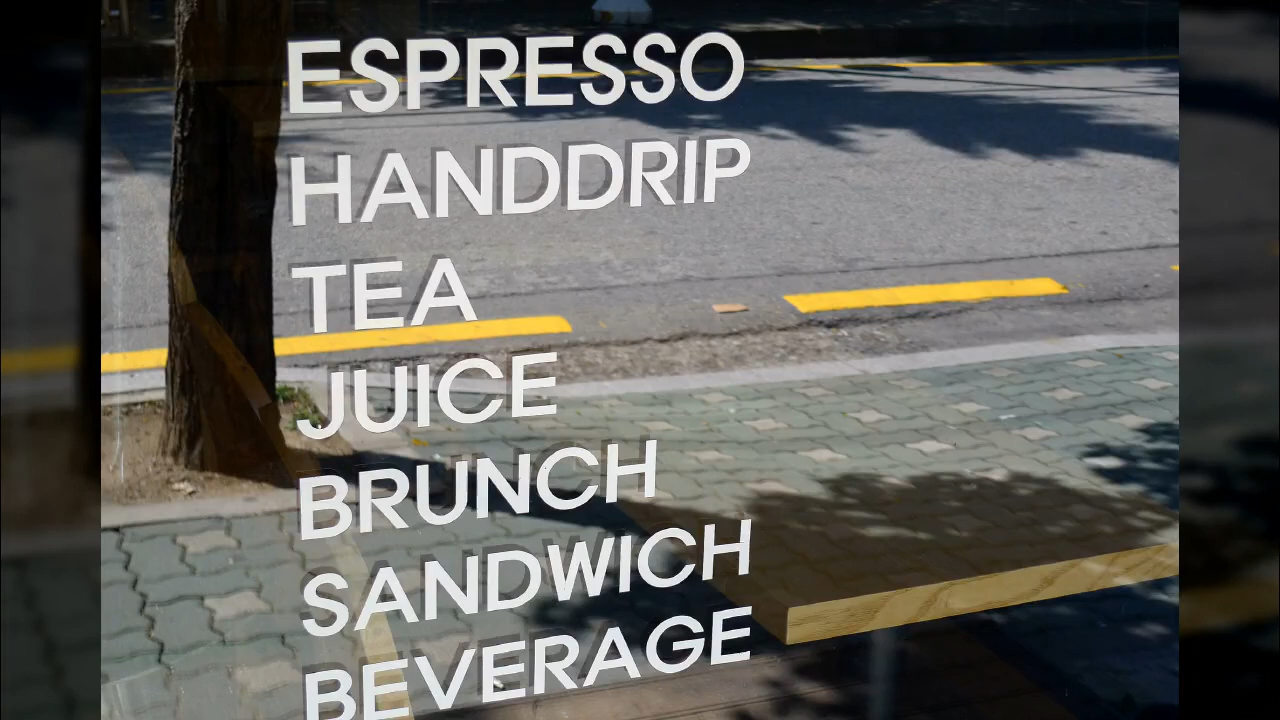 ESPRESSO
HANDDRIP
TEA
JUICE
BRUNCH
SANDWICH
BEVERAGE